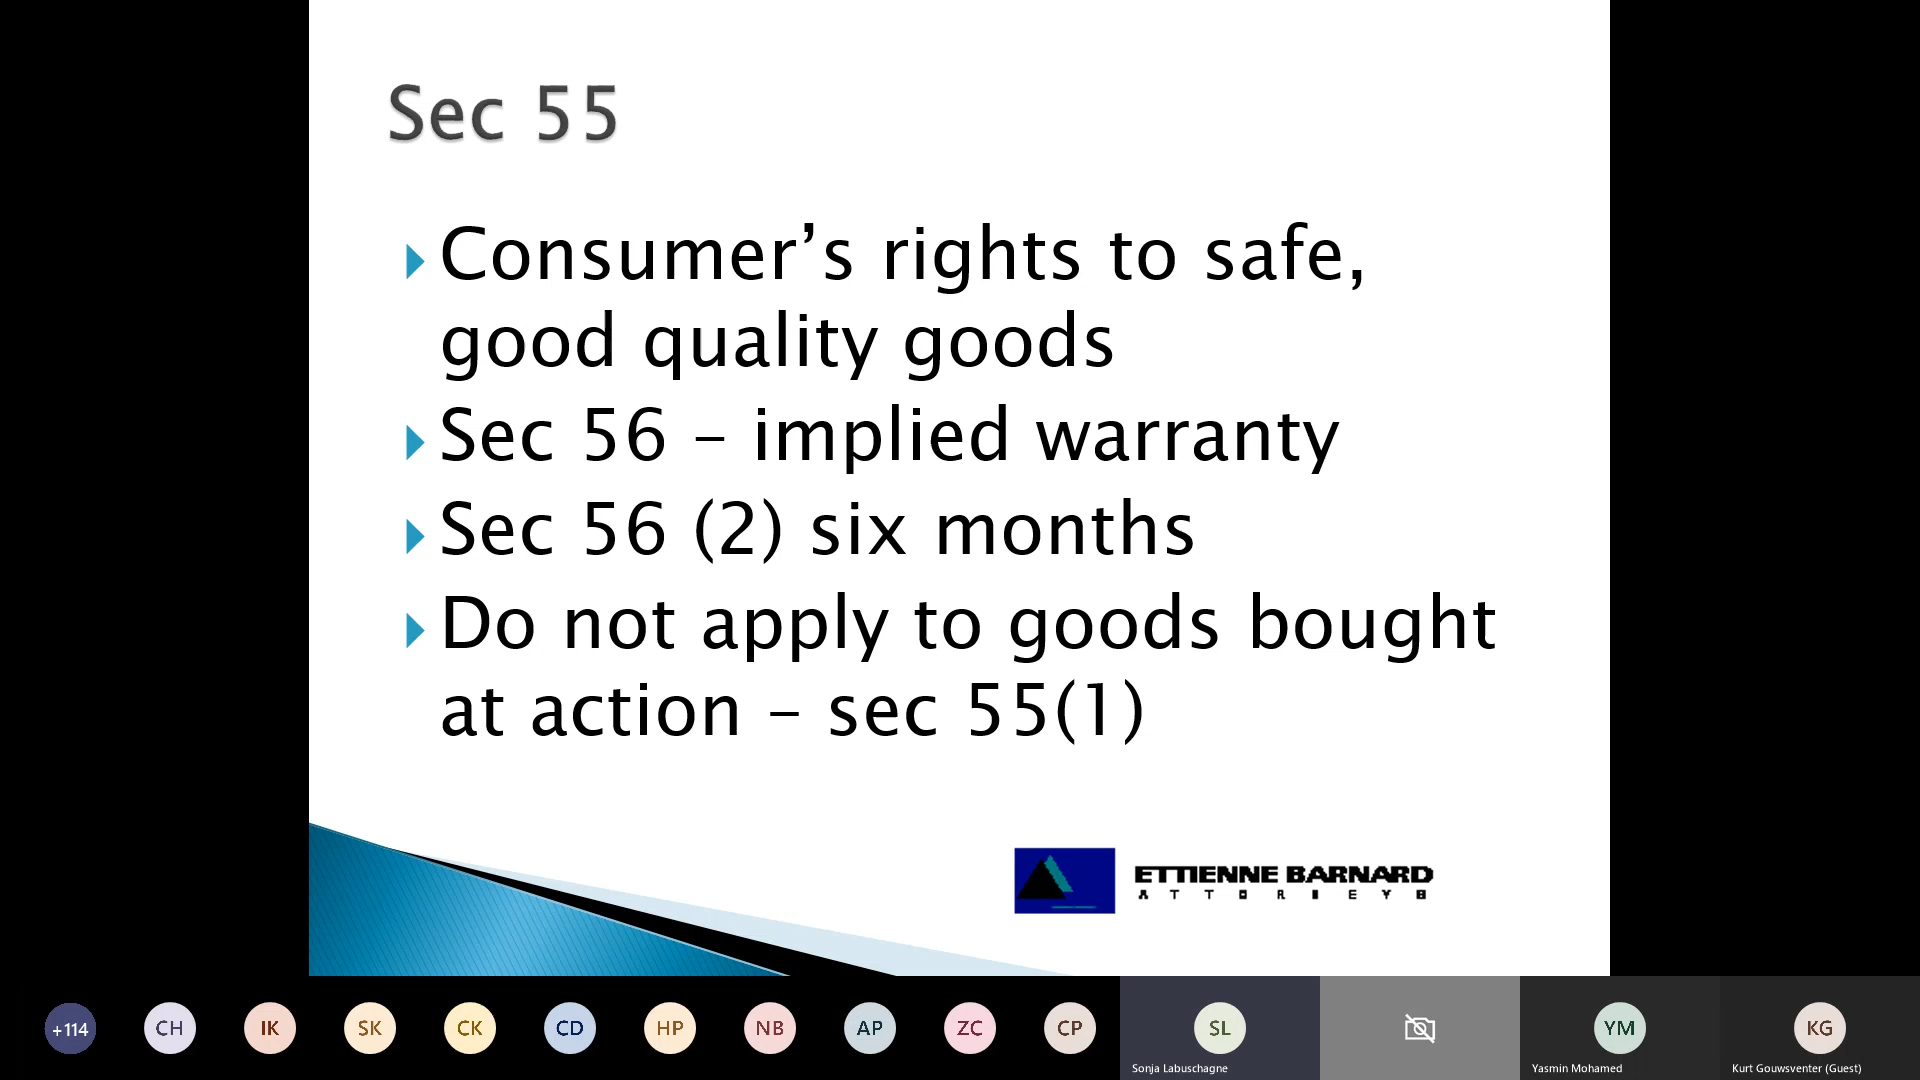 Sec 55
Consumer’s rights to safe,
good quality goods
Sec 56 – implied warranty
Sec 56 (2) six months
Do not apply to goods bought
at action – sec 55(1)
ETTIENNE BARNARD
ATTORNEYS
+114
CH
IK
SK
CK
CD
HP
NB
AP
ZC
CP
SL
YM
KG
Sonja Labuschagne
Yasmin Mohamed
Kurt Gouwsventer (Guest)